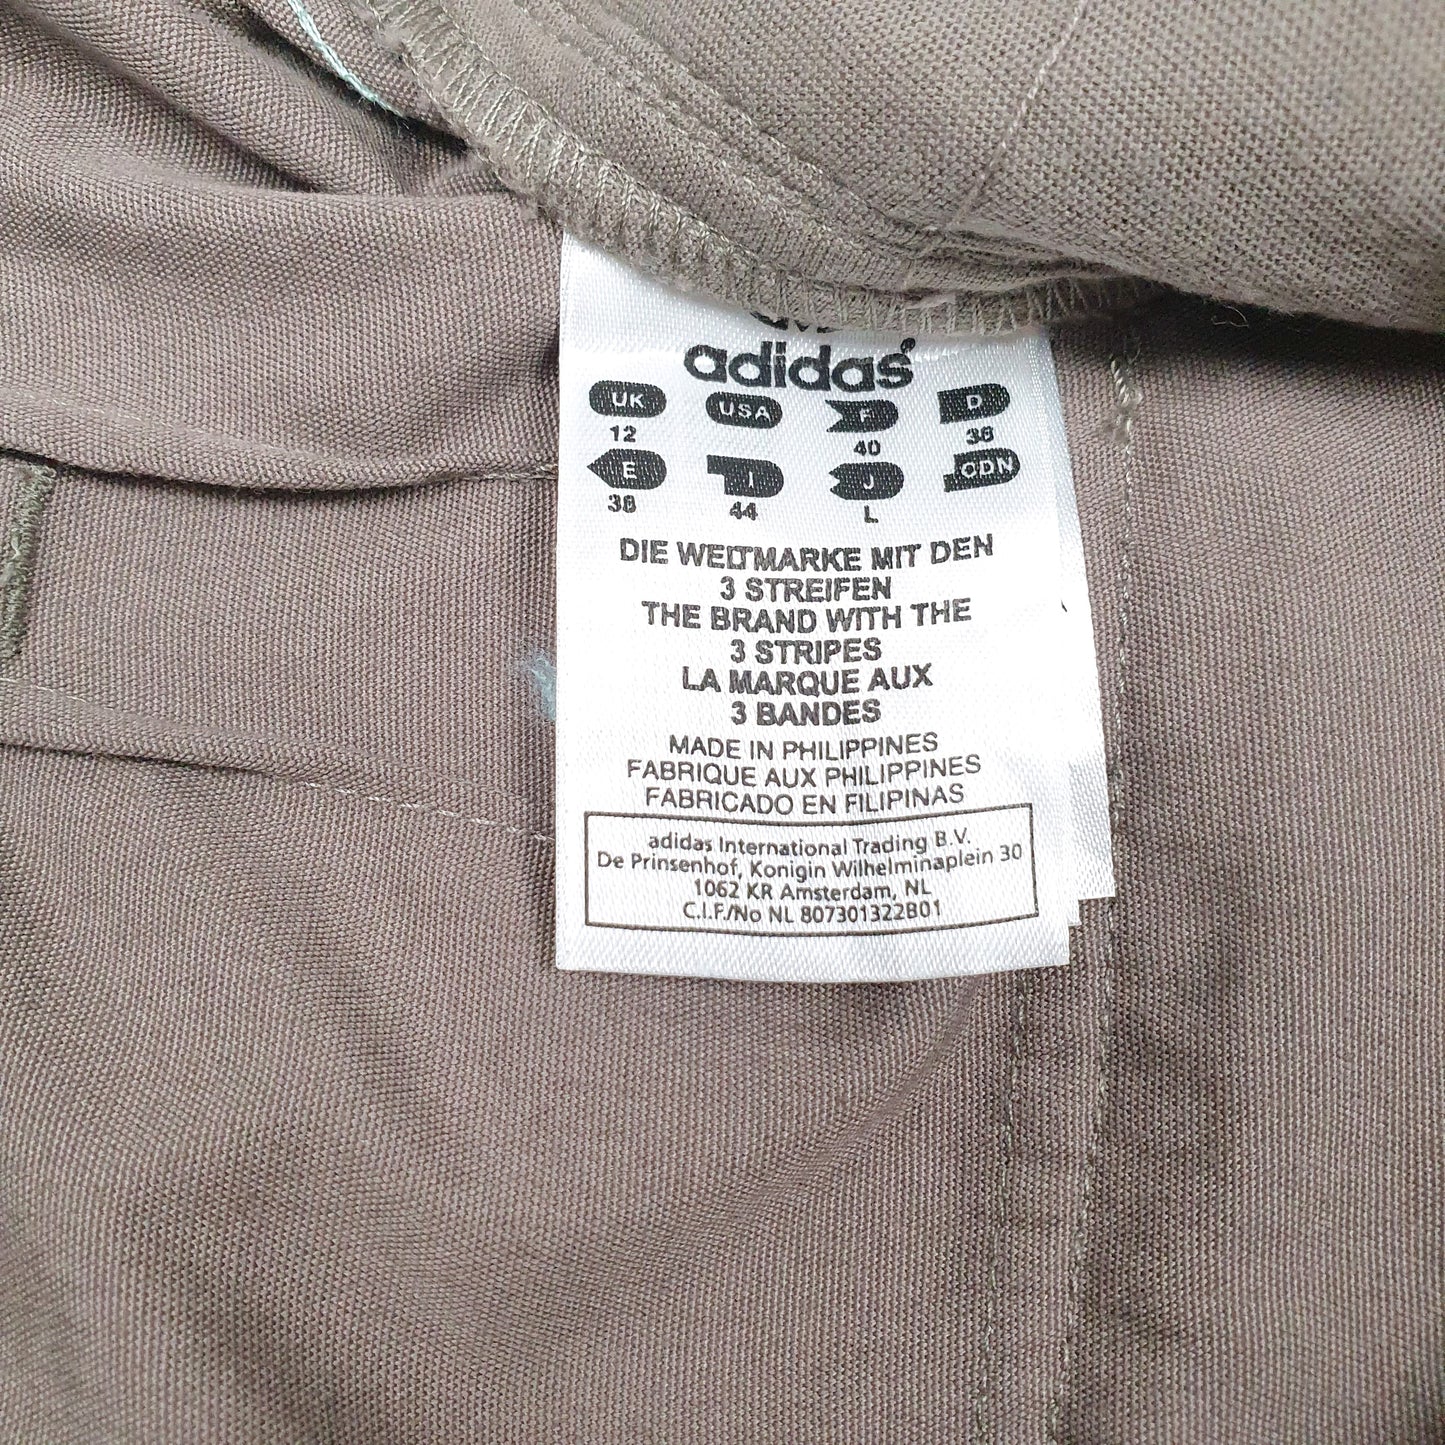 adidas
UK USA F D
12 40 38
E I J CDN
38 44 L
DIE WELTMARKE MIT DEN
3 STREIFEN
THE BRAND WITH THE
3 STRIPES
LA MARQUE AUX
3 BANDES
MADE IN PHILIPPINES
FABRIQUE AUX PHILIPPINES
FABRICADO EN FILIPINAS
adidas International Trading B.V.
De Prinsenhof, Konigin Wilhelminaplein 30
1062 KR Amsterdam, NL
C.I.F./No NL 807301322B01